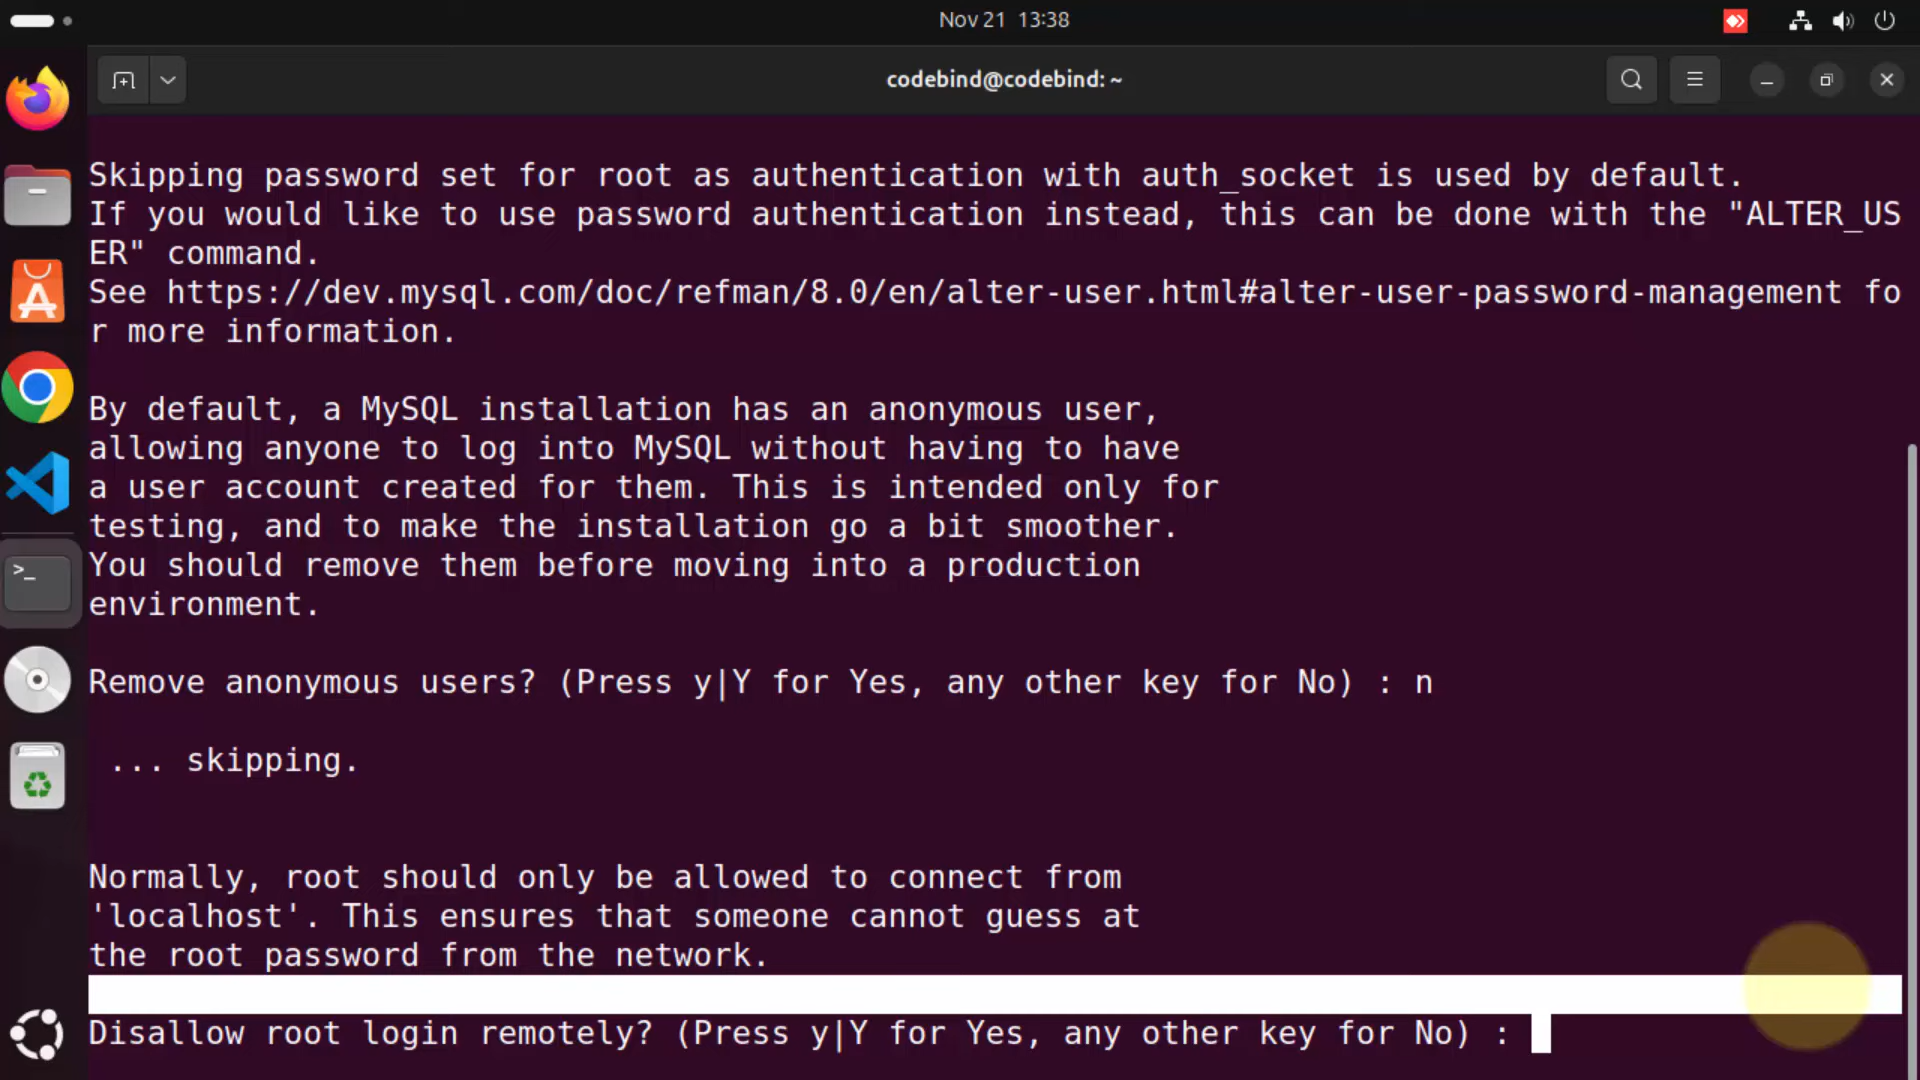 Nov 21 13:38
codebind@codebind: ~
Skipping password set for root as authentication with auth_socket is used by default.
If you would like to use password authentication instead, this can be done with the "ALTER_US
ER" command.
See https://dev.mysql.com/doc/refman/8.0/en/alter-user.html#alter-user-password-management fo
r more information.
By default, a MySQL installation has an anonymous user,
allowing anyone to log into MySQL without having to have
a user account created for them. This is intended only for
testing, and to make the installation go a bit smoother.
You should remove them before moving into a production
environment.
Remove anonymous users? (Press y|Y for Yes, any other key for No) : n
... skipping.
Normally, root should only be allowed to connect from
'localhost'. This ensures that someone cannot guess at
the root password from the network.
Disallow root login remotely? (Press y|Y for Yes, any other key for No) :